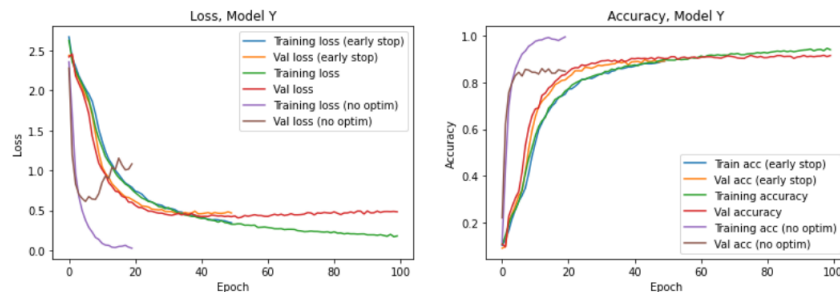 Loss, Model Y
Loss
2.5
2.0
1.5
1.0
0.5
0.0
Training loss (early stop)
Val loss (early stop)
Training loss
Val loss
Training loss (no optim)
Val loss (no optim)
0
20
40
60
80
100
Epoch
Accuracy, Model Y
Accuracy
1.0
0.8
0.6
0.4
0.2
Train acc (early stop)
Val acc (early stop)
Training accuracy
Val accuracy
Training acc (no optim)
Val acc (no optim)
0
20
40
60
80
100
Epoch